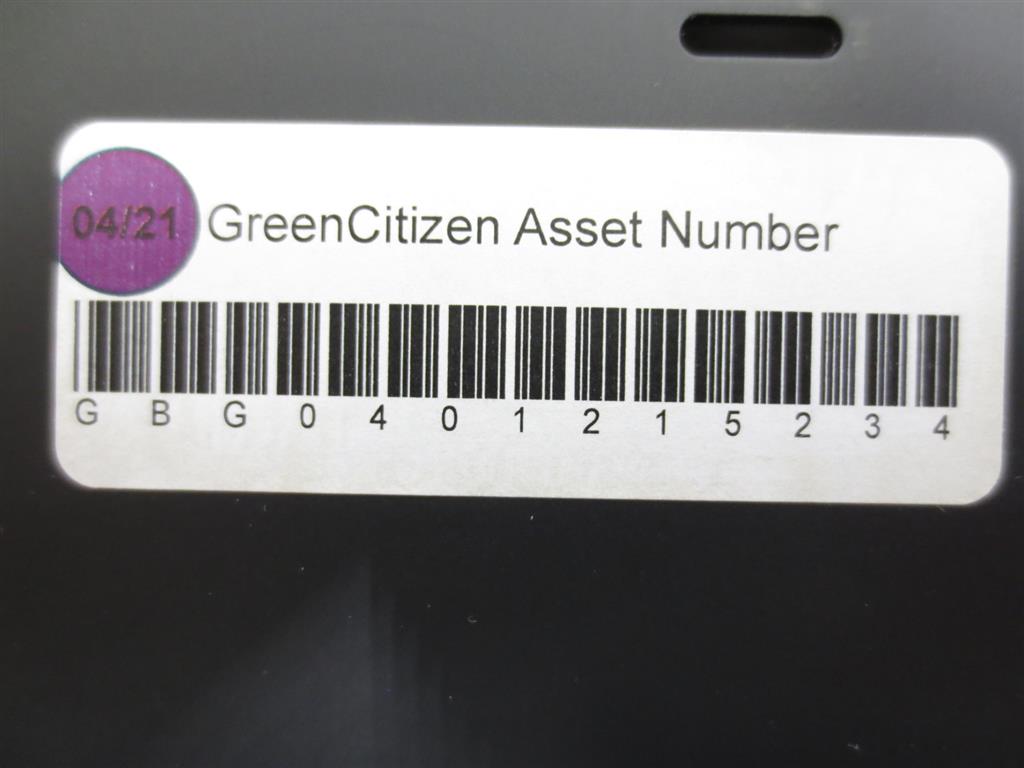 04/21 GreenCitizen Asset Number
G B G 0 4 0 1 2 1 5 2 3 4